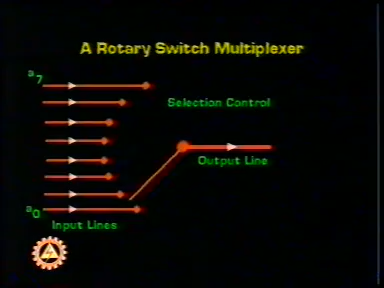 A Rotary Switch Multiplexer
a7
Selection Control
Output Line
a0
Input Lines